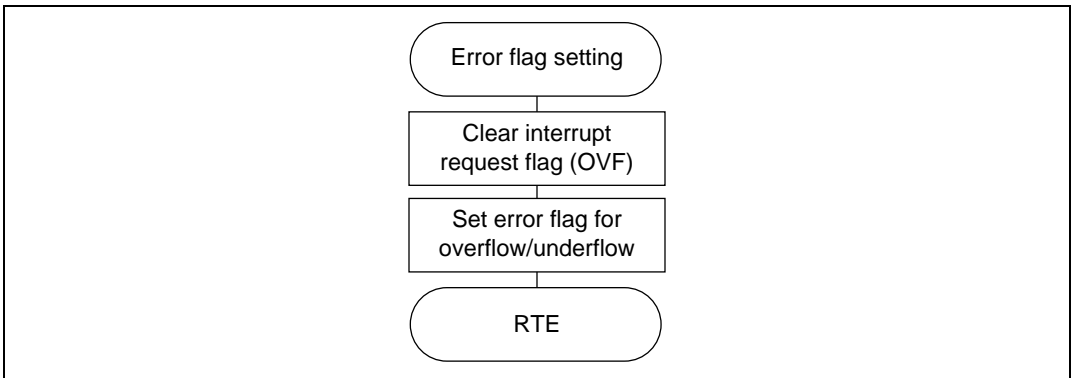 Error flag setting
Clear interrupt
request flag (OVF)
Set error flag for
overflow/underflow
RTE